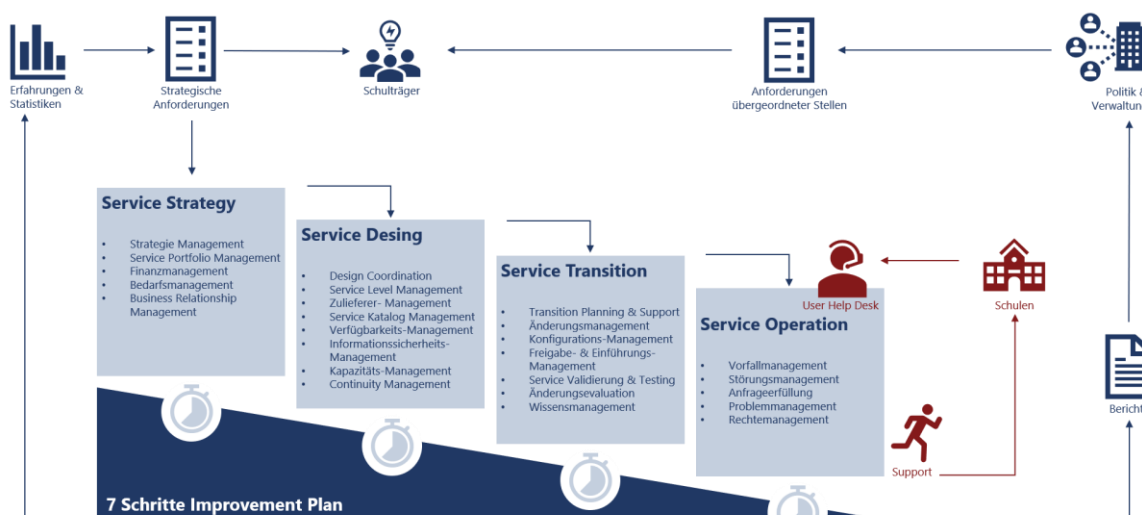 Erfahrungen &
Statistiken
Strategische
Anforderungen
Schulträger
Anforderungen
übergeordneter Stellen
Politik &
Verwaltun
Service Strategy
• Strategie Management
• Service Portfolio Management
• Finanzmanagement
• Bedarfsmanagement
• Business Relationship
Management
Service Desing
• Design Coordination
• Service Level Management
• Zulieferer- Management
• Service Katalog Management
• Verfügbarkeits-Management
• Informationssicherheits-
Management
• Kapazitäts-Management
• Continuity Management
Service Transition
• Transition Planning & Support
• Änderungsmanagement
• Konfigurations-Management
• Freigabe- & Einführungs-
Management
• Service Validierung & Testing
• Änderungsevaluation
• Wissensmanagement
User Help Desk
Service Operation
• Vorfallmanagement
• Störungsmanagement
• Anfrageerfüllung
• Problemmanagement
• Rechtemanagement
Schulen
Support
Bericht
7 Schritte Improvement Plan